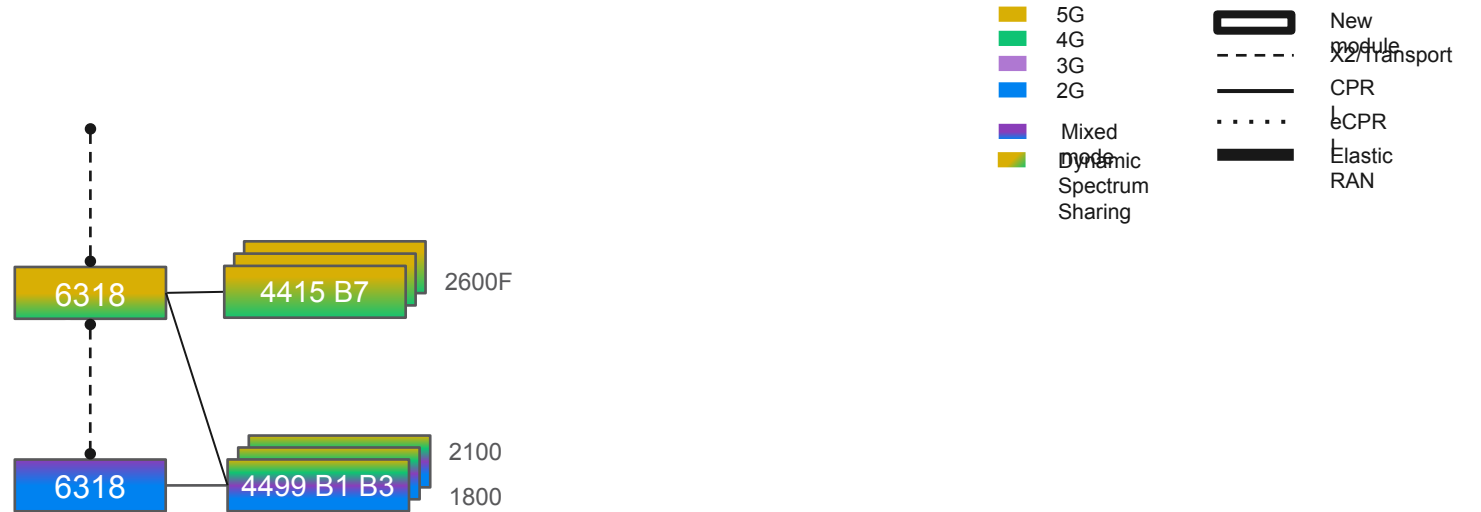 5G
4G
3G
2G
Mixed
mode
Dynamic
Spectrum
Sharing
New
module
X2/Transport
CPR
I
eCPR
I
Elastic
RAN
6318
4415 B7
2600F
6318
4499 B1 B3
2100
1800